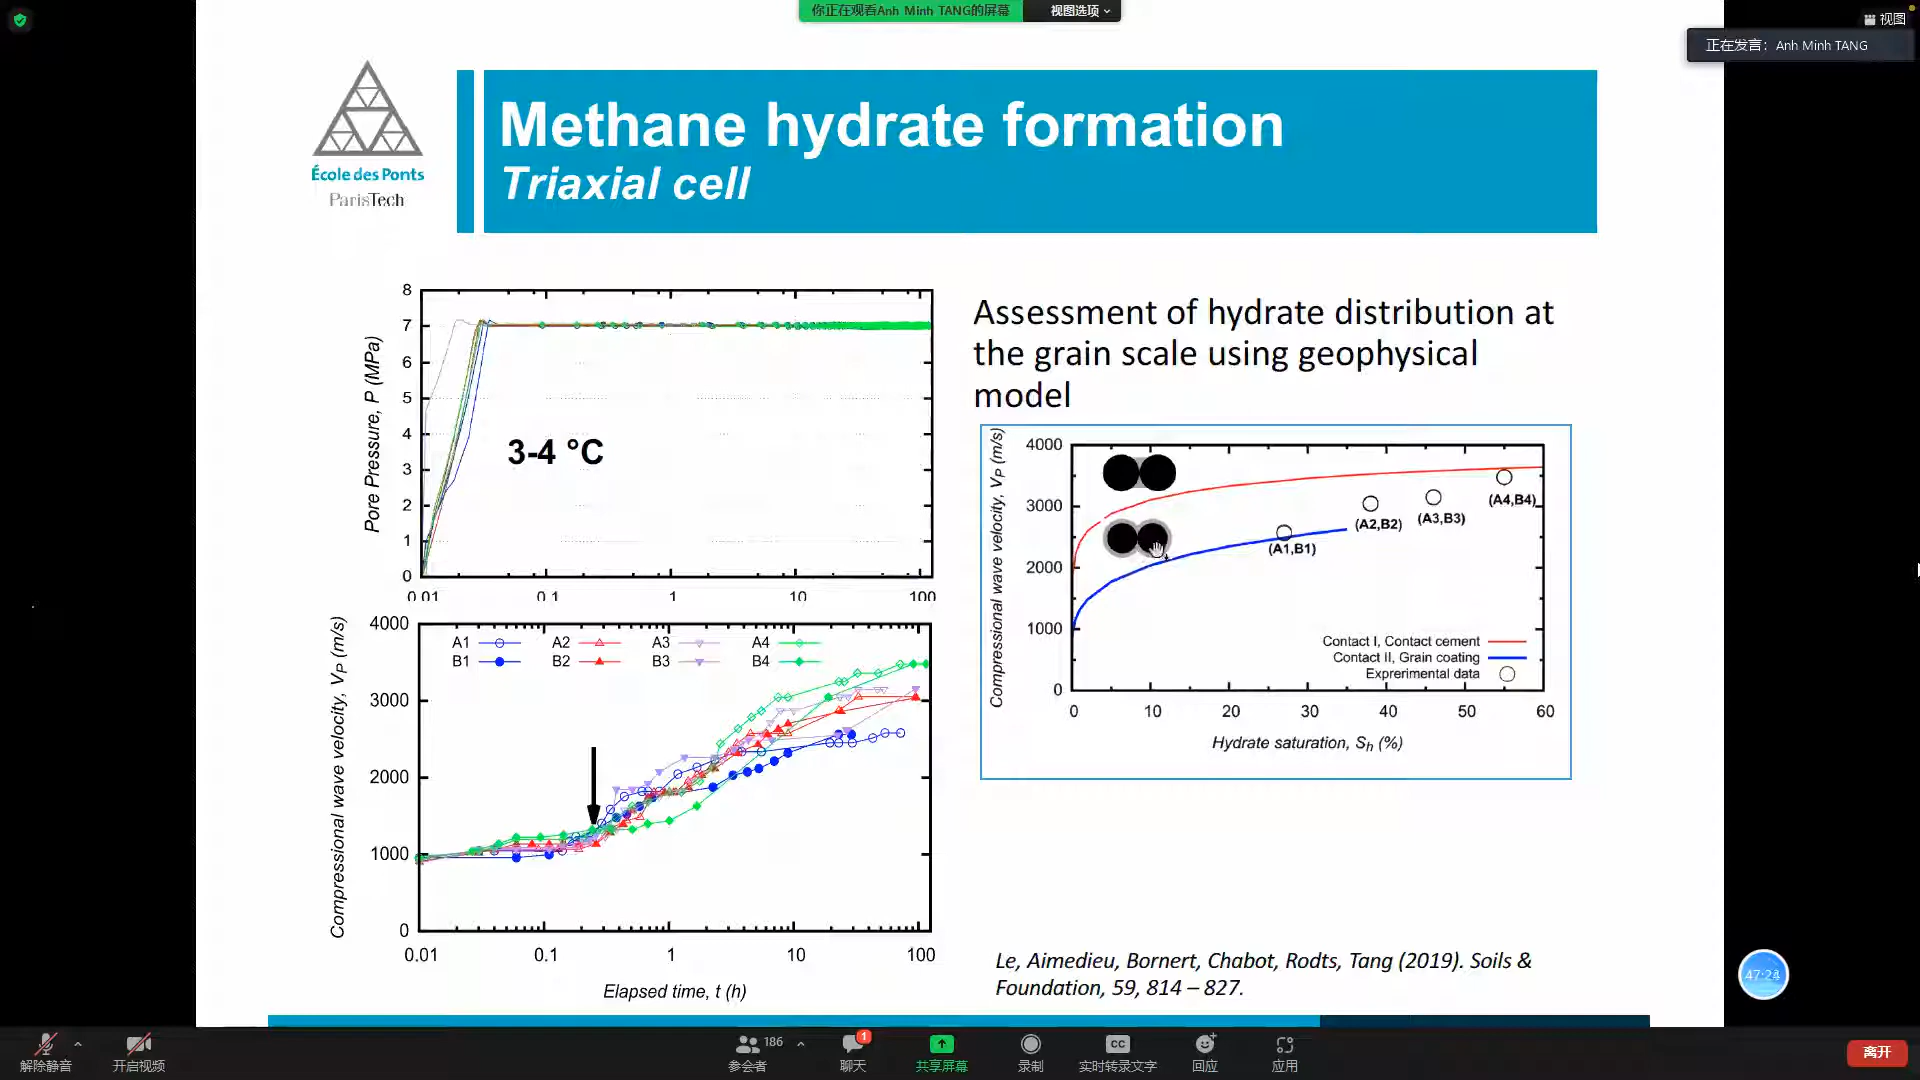 你正在观看Anh Minh TANG的屏幕
视图选项
视图
正在发言: Anh Minh TANG
École des Ponts
ParisTech
Methane hydrate formation
Triaxial cell
Pore Pressure, P (MPa)
8
7
6
5
4
3
2
1
0
3-4 °C
0.01 0.1 1 10 100
Compressional wave velocity, VP (m/s)
4000
3000
2000
1000
0
A1 A2 A3 A4
B1 B2 B3 B4
0.01 0.1 1 10 100
Elapsed time, t (h)
Assessment of hydrate distribution at
the grain scale using geophysical
model
Compressional wave velocity, VP (m/s)
4000
3000
2000
1000
0
(A1,B1)
(A2,B2)
(A3,B3)
(A4,B4)
Contact I, Contact cement
Contact II, Grain coating
Exprerimental data
0 10 20 30 40 50 60
Hydrate saturation, Sh (%)
Le, Aimedieu, Bornert, Chabot, Rodts, Tang (2019). Soils &
Foundation, 59, 814 – 827.
47:24
解除静音
开启视频
186
参会者
1
聊天
共享屏幕
录制
CC
实时转录文字
回应
应用
离开